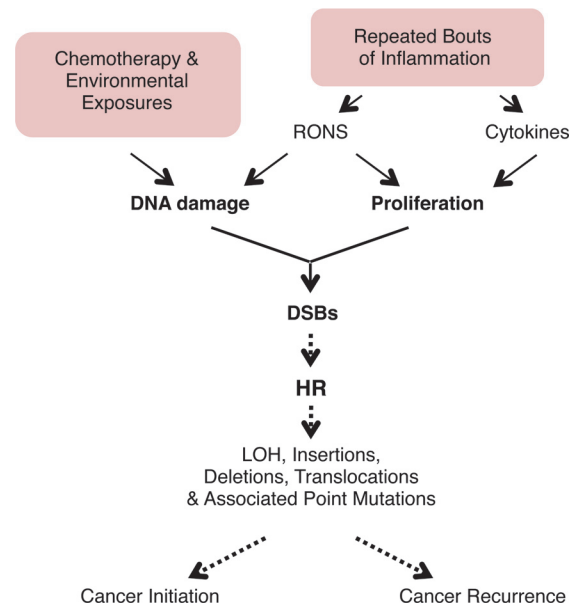 Chemotherapy &
Environmental
Exposures
Repeated Bouts
of Inflammation
RONS
Cytokines
DNA damage
Proliferation
DSBs
HR
LOH, Insertions,
Deletions, Translocations
& Associated Point Mutations
Cancer Initiation
Cancer Recurrence